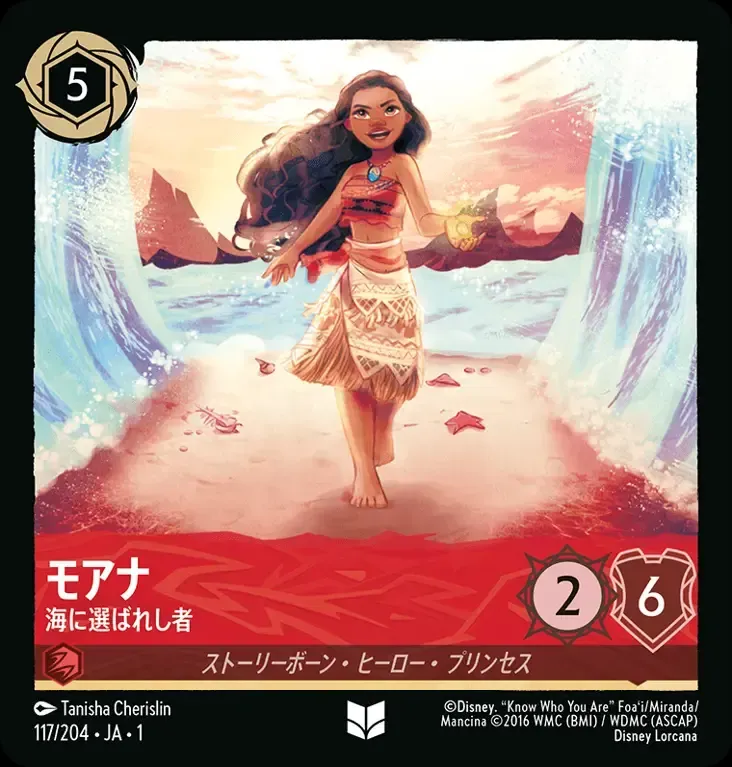 5
モアナ
海に選ばれし者
2
6
ストーリーボーン・ヒーロー・プリンセス
Tanisha Cherislin
117/204 • JA • 1
©Disney. “Know Who You Are” Foaʻi/Miranda/
Mancina ©2016 WMC (BMI) / WDMC (ASCAP)
Disney Lorcana